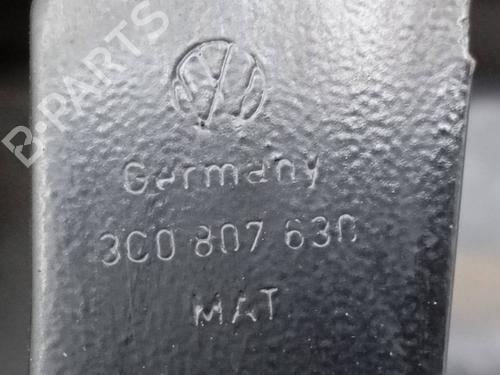 B-PARTS
Germany
3C0 807 630
MAT